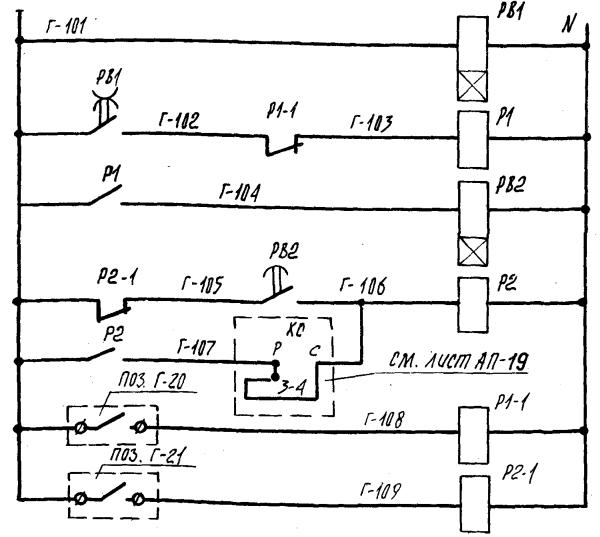 Г-101
РВ1
N
РВ1
Г-102
Р1-1
Г-103
Р1
Р1
Г-104
РВ2
Р2-1
Г-105
РВ2
Г-106
Р2
Р2
Г-107
КС
Р
С
3-4
СМ. ЛИСТ АП-19
ПОЗ. Г-20
Г-108
Р1-1
ПОЗ. Г-21
Г-109
Р2-1